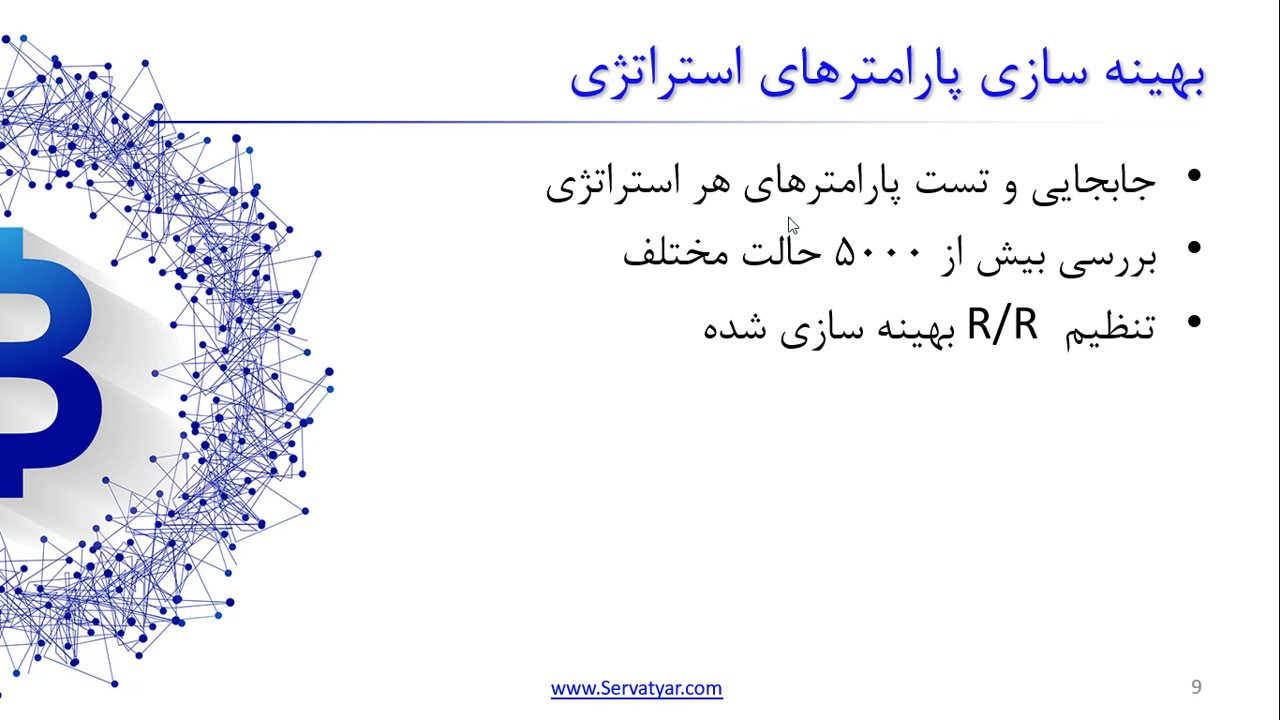 بهینه سازی پارامترهای استراتژی
• جابجایی و تست پارامترهای هر استراتژی
• بررسی بیش از ۵۰۰۰ حالت مختلف
• تنظیم R/R بهینه سازی شده
www.Servatyar.com
9